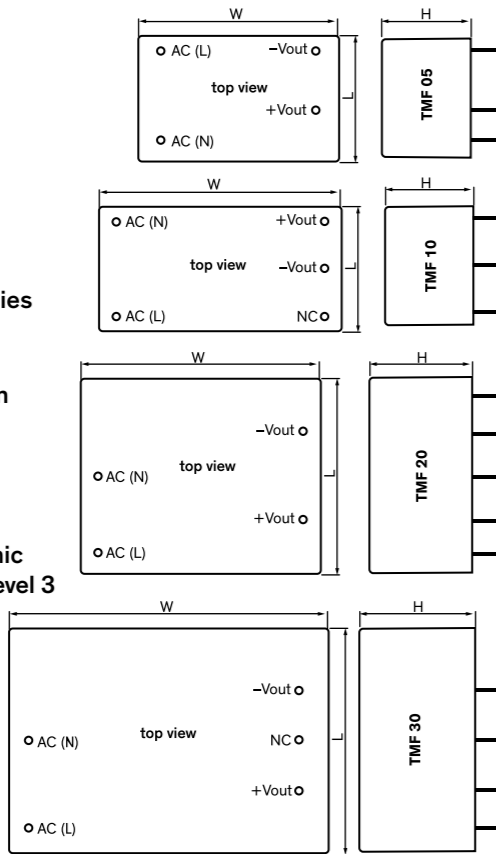 W
H
AC (L)
−Vout
top view
L
TMF 05
+Vout
AC (N)
W
H
AC (N)
+Vout
top view
−Vout
L
TMF 10
ies
AC (L)
NC
W
H
−Vout
AC (N)
top view
L
TMF 20
+Vout
AC (L)
nic
evel 3
W
H
−Vout
AC (N)
top view
NC
L
TMF 30
+Vout
AC (L)